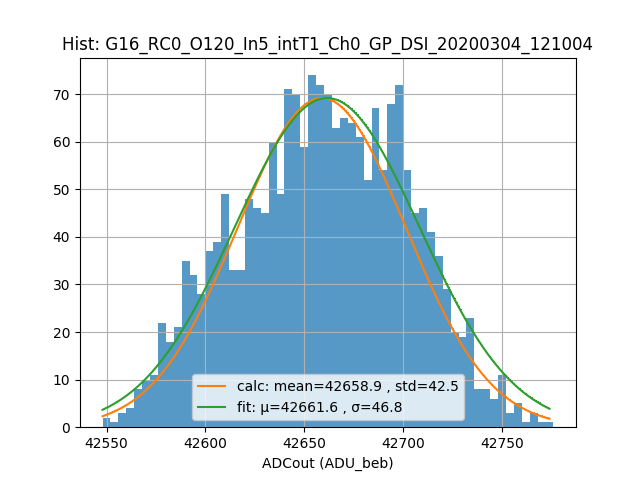 Hist: G16_RC0_O120_In5_intT1_Ch0_GP_DSI_20200304_121004
70
60
50
40
30
20
10
0
calc: mean=42658.9 , std=42.5
fit: μ=42661.6 , σ=46.8
42550 42600 42650 42700 42750
ADCout (ADU_beb)